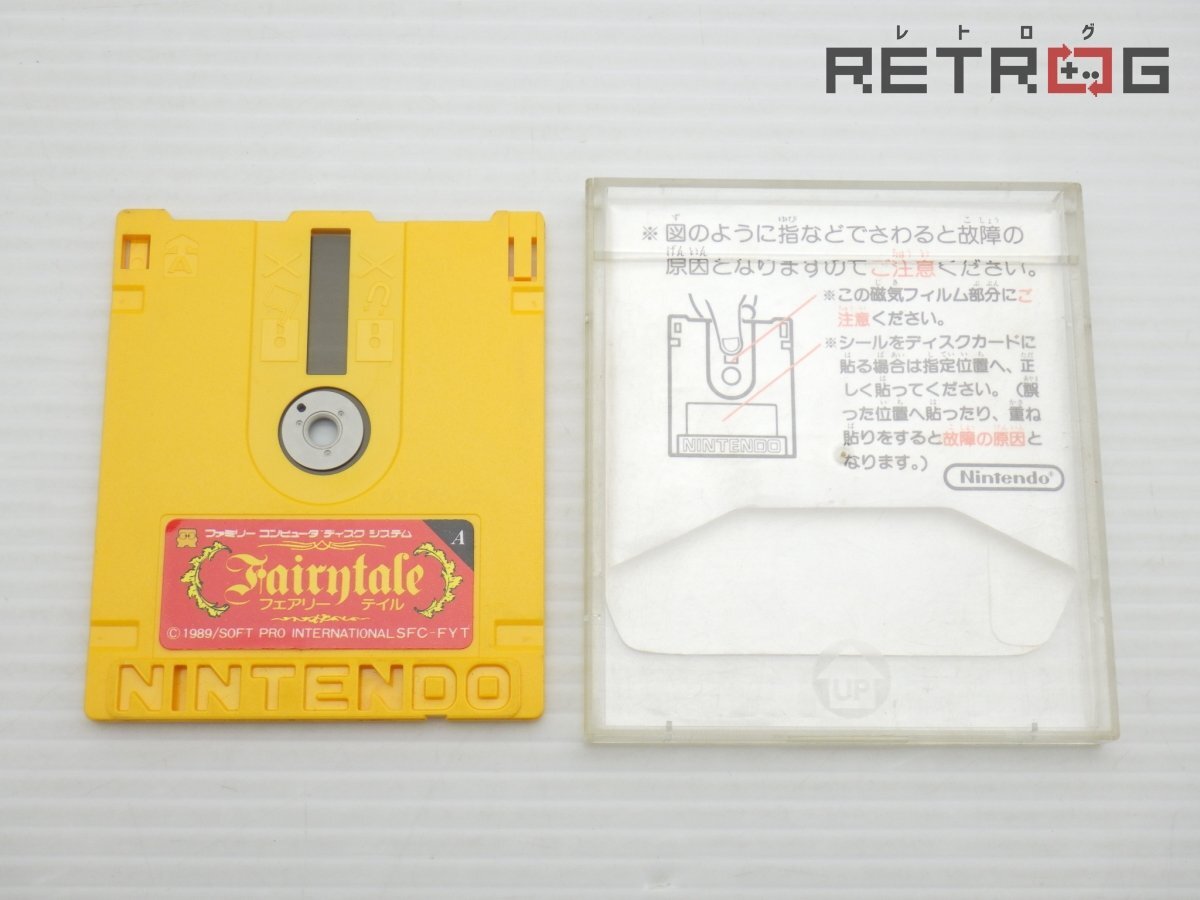 レトログ
RETROG
A
ファミリー コンピュータ ディスク システム
A
Fairytale
フェアリー テイル
©1989/SOFT PRO INTERNATIONAL SFC-FYT
NINTENDO
※図のように指などでさわると故障の
原因となりますのでご注意ください。
※この磁気フィルム部分にご
注意ください。
※シールをディスクカードに
貼る場合は指定位置へ、正
しく貼ってください。(誤
った位置へ貼ったり、重ね
貼りをすると故障の原因と
なります。)
NINTENDO
Nintendo®
UP!